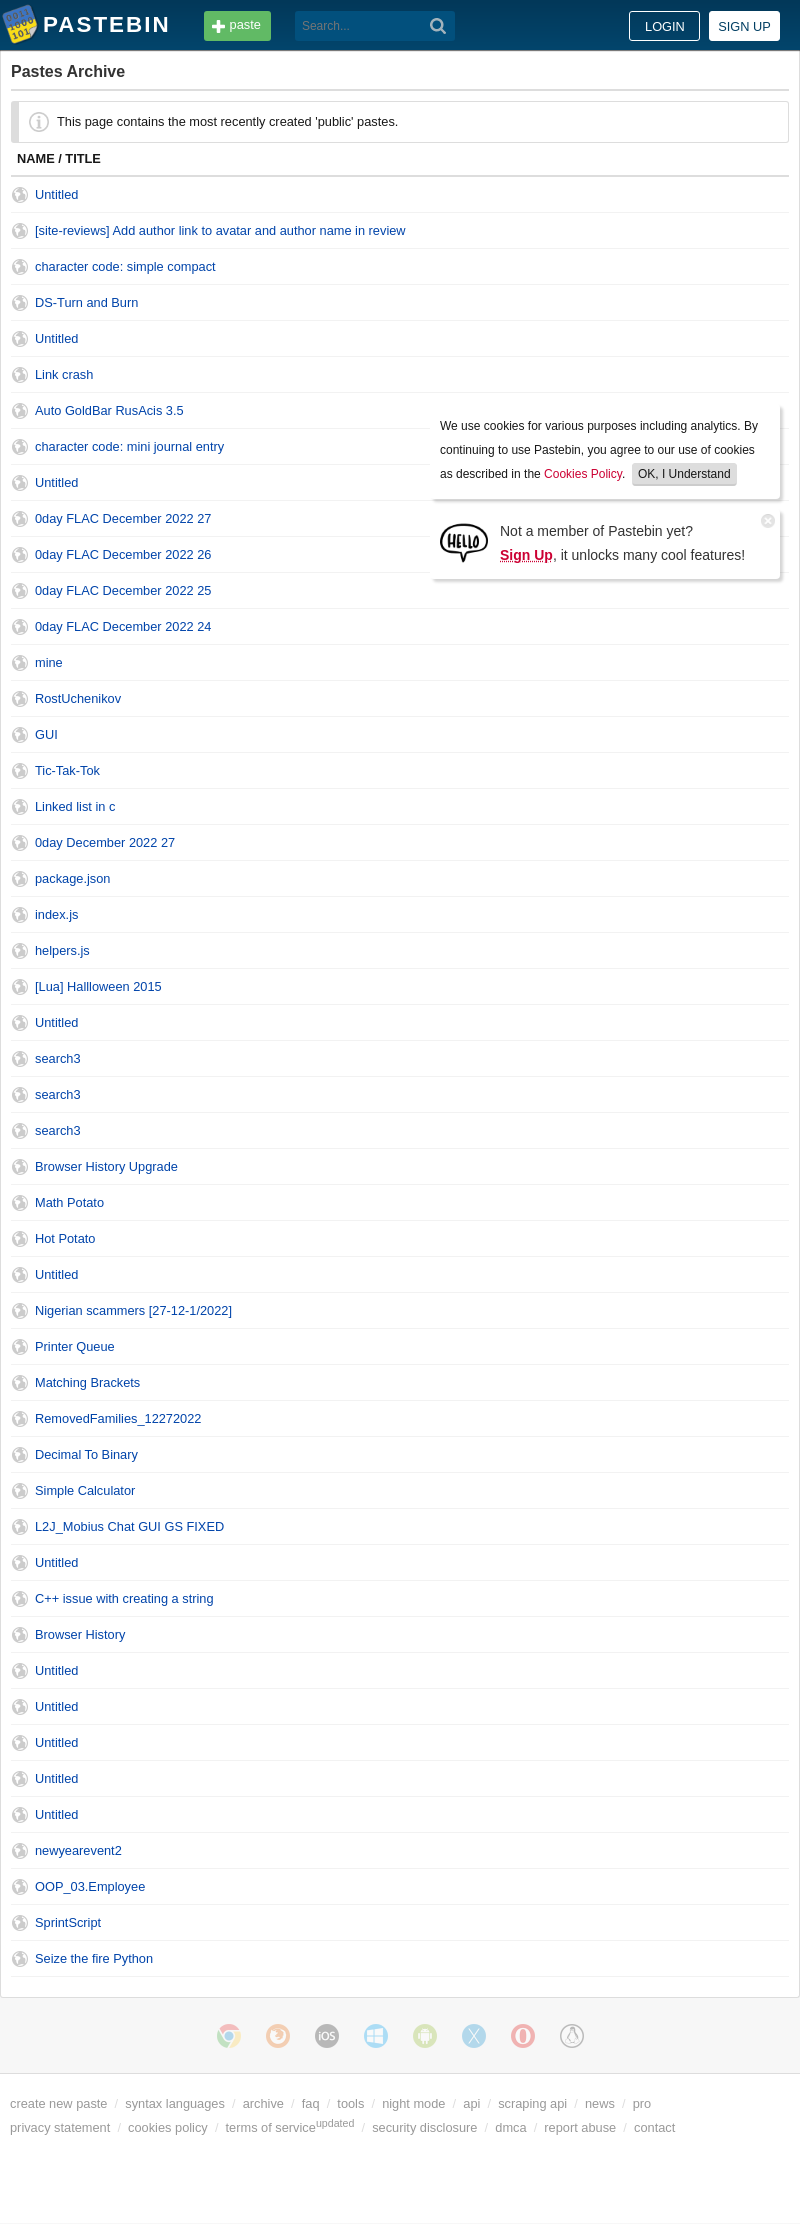 PASTEBIN paste Search... LOGIN SIGN UP
Pastes Archive
This page contains the most recently created 'public' pastes.
NAME / TITLE
Untitled
[site-reviews] Add author link to avatar and author name in review
character code: simple compact
DS-Turn and Burn
Untitled
Link crash
Auto GoldBar RusAcis 3.5
character code: mini journal entry
Untitled
0day FLAC December 2022 27
0day FLAC December 2022 26
0day FLAC December 2022 25
0day FLAC December 2022 24
mine
RostUchenikov
GUI
Tic-Tak-Tok
Linked list in c
0day December 2022 27
package.json
index.js
helpers.js
[Lua] Hallloween 2015
Untitled
search3
search3
search3
Browser History Upgrade
Math Potato
Hot Potato
Untitled
Nigerian scammers [27-12-1/2022]
Printer Queue
Matching Brackets
RemovedFamilies_12272022
Decimal To Binary
Simple Calculator
L2J_Mobius Chat GUI GS FIXED
Untitled
C++ issue with creating a string
Browser History
Untitled
Untitled
Untitled
Untitled
Untitled
newyearevent2
OOP_03.Employee
SprintScript
Seize the fire Python
We use cookies for various purposes including analytics. By
continuing to use Pastebin, you agree to our use of cookies
as described in the Cookies Policy. OK, I Understand
HELLO
Not a member of Pastebin yet?
Sign Up, it unlocks many cool features!
iOS
create new paste / syntax languages / archive / faq / tools / night mode / api / scraping api / news / pro
privacy statement / cookies policy / terms of service updated / security disclosure / dmca / report abuse / contact